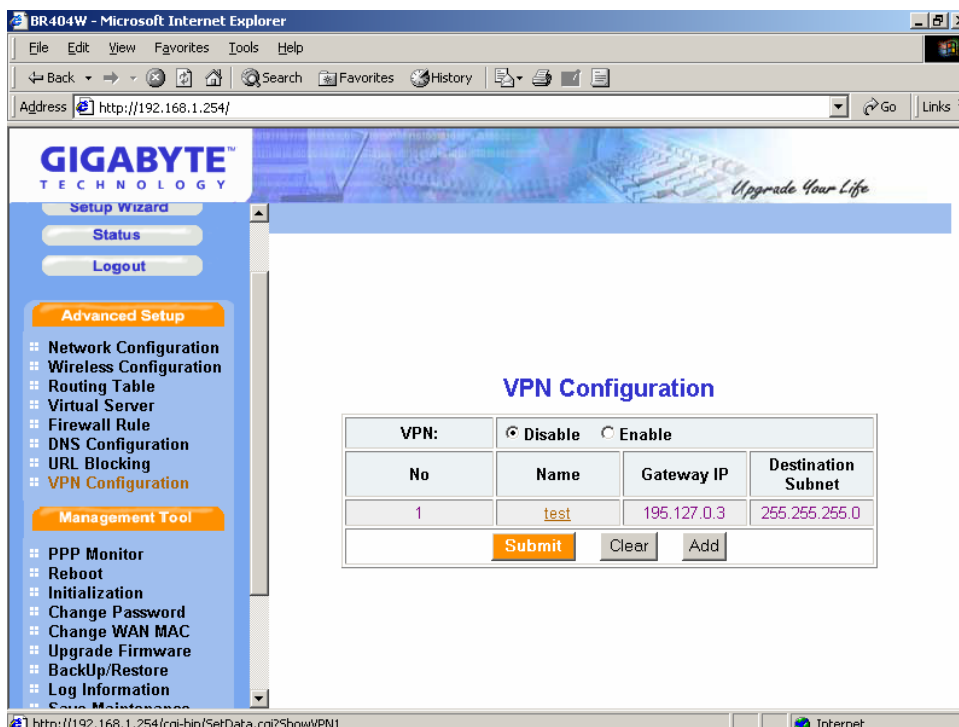 BR404W - Microsoft Internet Explorer
File Edit View Favorites Tools Help
Back Search Favorites History
Address http://192.168.1.254/ Go Links
GIGABYTE™
TECHNOLOGY
Upgrade Your Life
Setup Wizard
Status
Logout
Advanced Setup
Network Configuration
Wireless Configuration
Routing Table
Virtual Server
Firewall Rule
DNS Configuration
URL Blocking
VPN Configuration
Management Tool
PPP Monitor
Reboot
Initialization
Change Password
Change WAN MAC
Upgrade Firmware
BackUp/Restore
Log Information
Save Maintenance
VPN Configuration
VPN: Disable Enable
No Name Gateway IP Destination Subnet
1 test 195.127.0.3 255.255.255.0
Submit Clear Add
http://192.168.1.254/cgi-bin/SetData.cgi?ShowVPN1 Internet